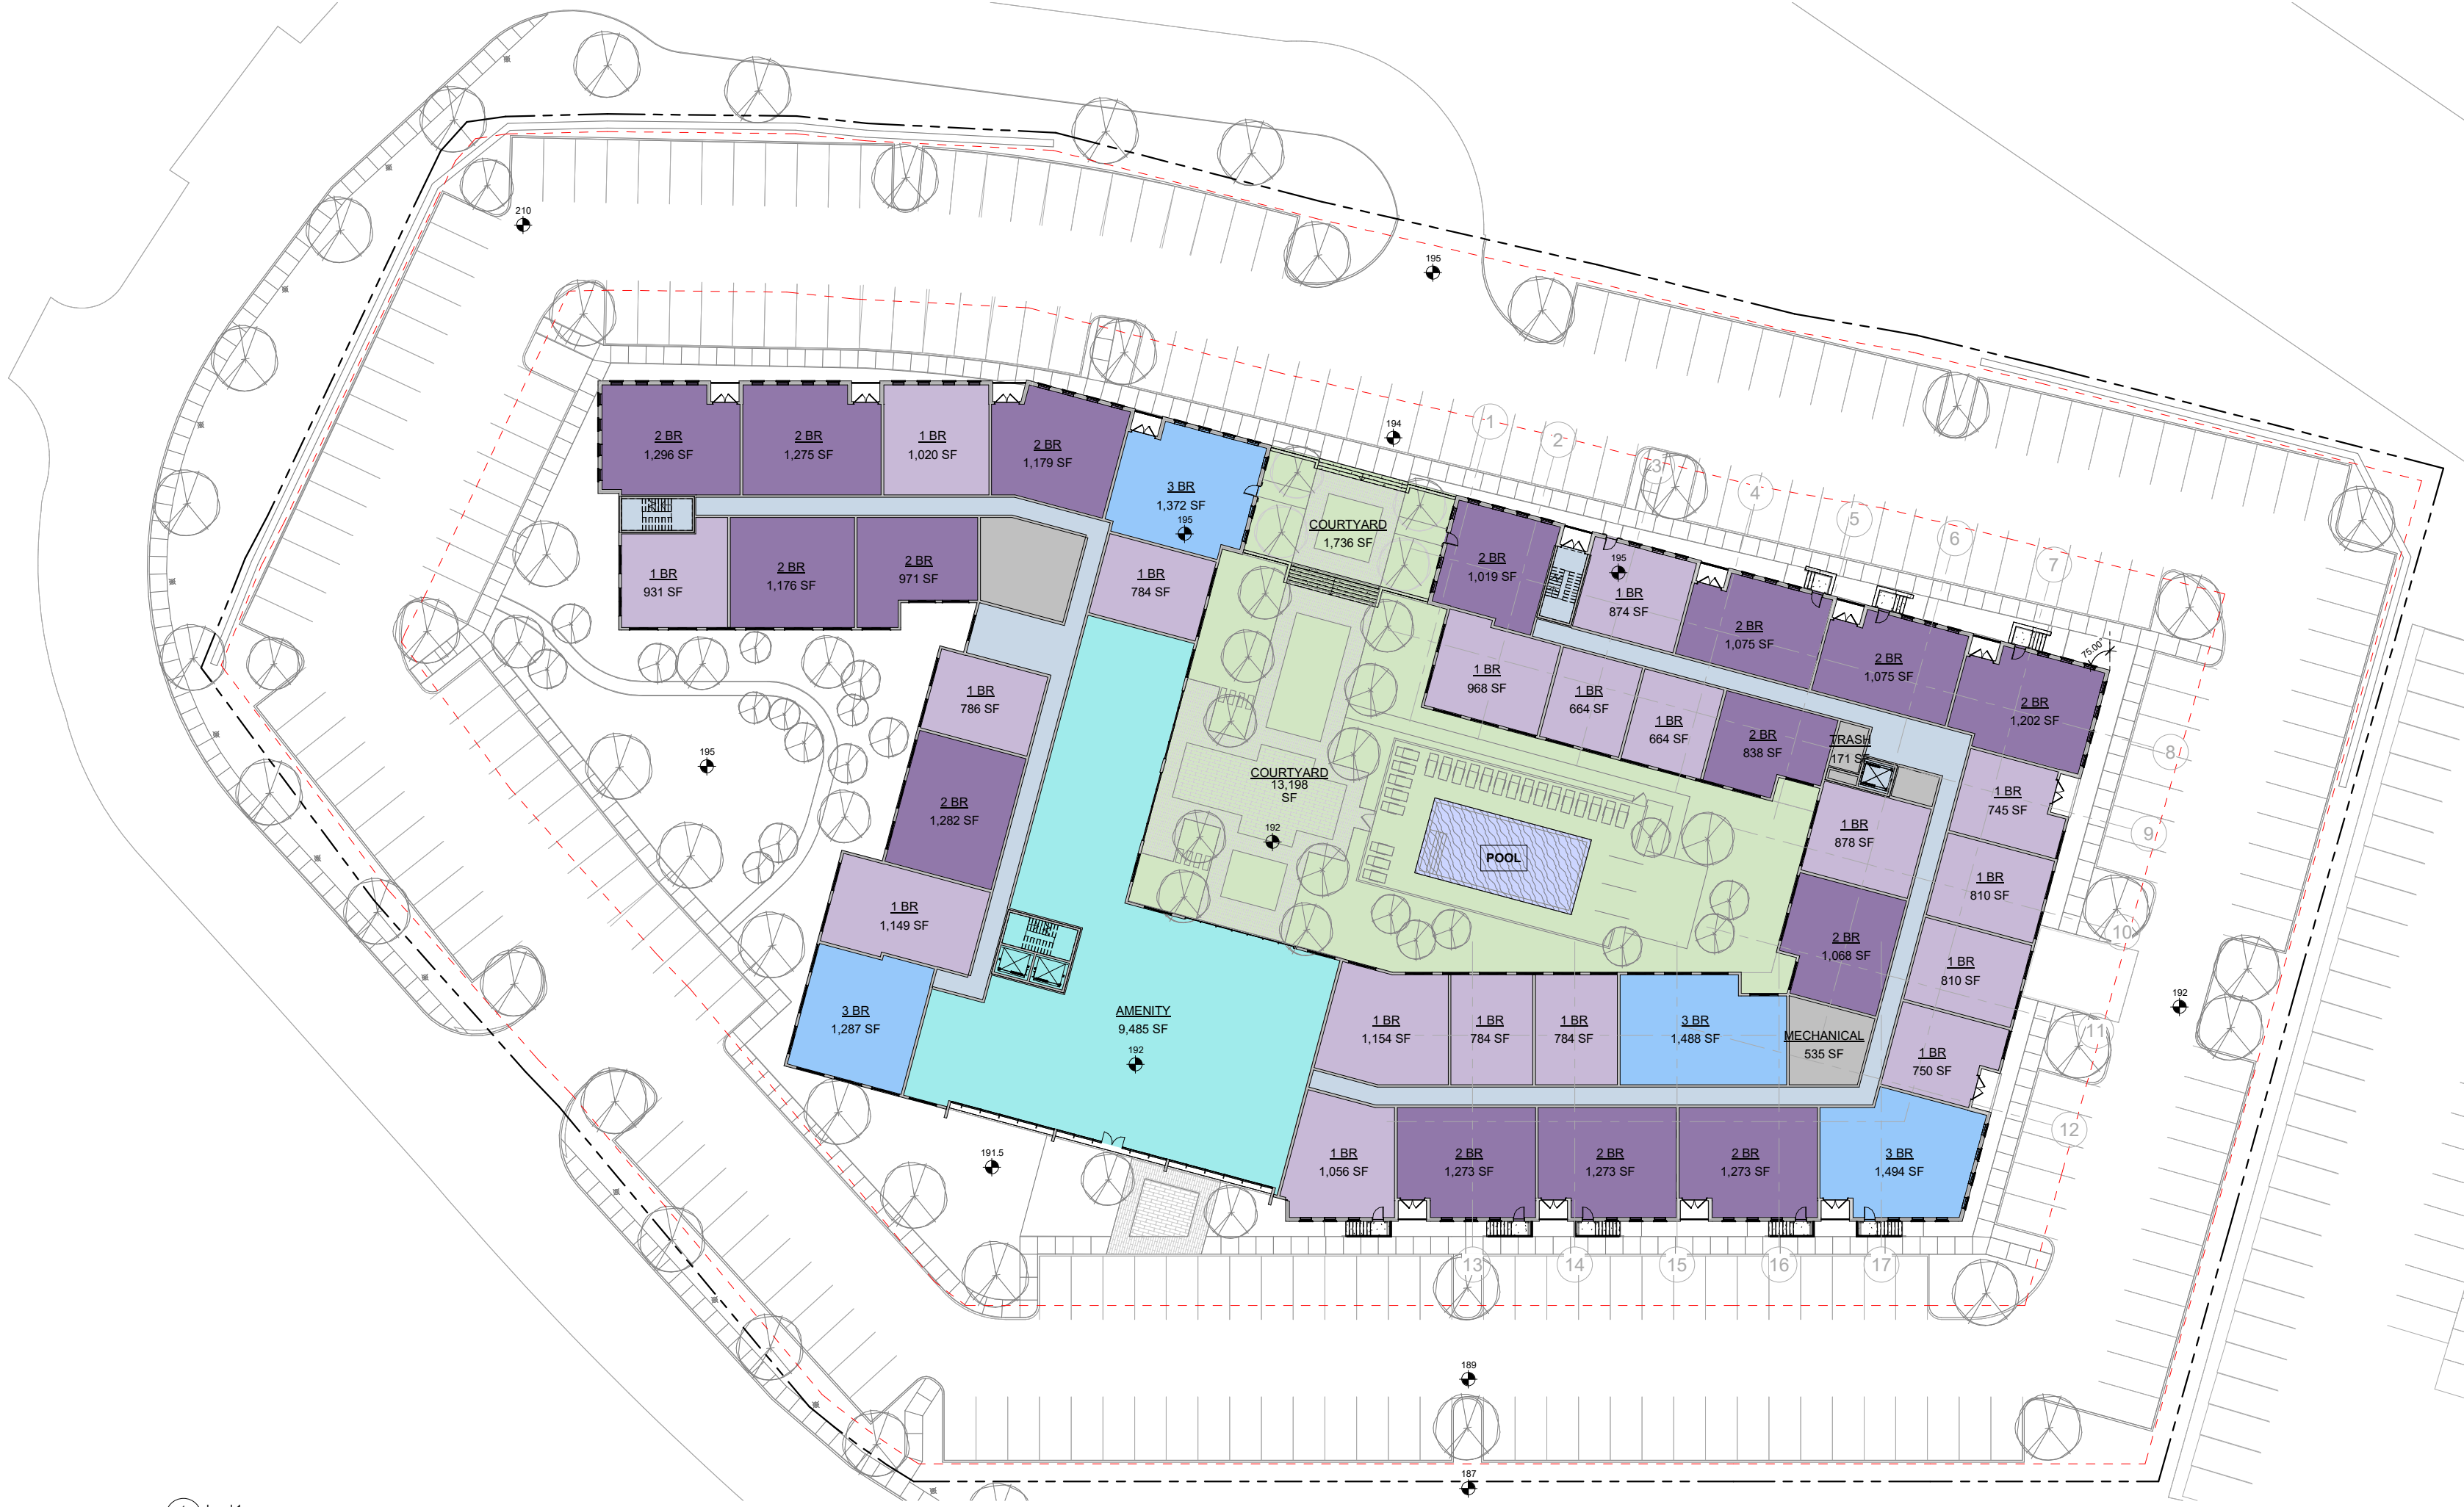 210
195
194
1
2
3
4
5
6
7
2 BR
1,296 SF
2 BR
1,275 SF
1 BR
1,020 SF
2 BR
1,179 SF
3 BR
1,372 SF
195
COURTYARD
1,736 SF
2 BR
1,019 SF
195
1 BR
874 SF
2 BR
1,075 SF
2 BR
1,075 SF
75.00°
2 BR
1,202 SF
1 BR
931 SF
2 BR
1,176 SF
2 BR
971 SF
1 BR
784 SF
1 BR
968 SF
1 BR
664 SF
1 BR
664 SF
2 BR
838 SF
TRASH
171 S
8
1 BR
786 SF
195
2 BR
1,282 SF
COURTYARD
13,198
SF
192
POOL
1 BR
878 SF
1 BR
745 SF
9
1 BR
810 SF
1 BR
1,149 SF
2 BR
1,068 SF
10
1 BR
810 SF
192
3 BR
1,287 SF
AMENITY
9,485 SF
192
1 BR
1,154 SF
1 BR
784 SF
1 BR
784 SF
3 BR
1,488 SF
MECHANICAL
535 SF
1 BR
750 SF
11
12
191.5
1 BR
1,056 SF
2 BR
1,273 SF
2 BR
1,273 SF
2 BR
1,273 SF
3 BR
1,494 SF
13
14
15
16
17
189
187